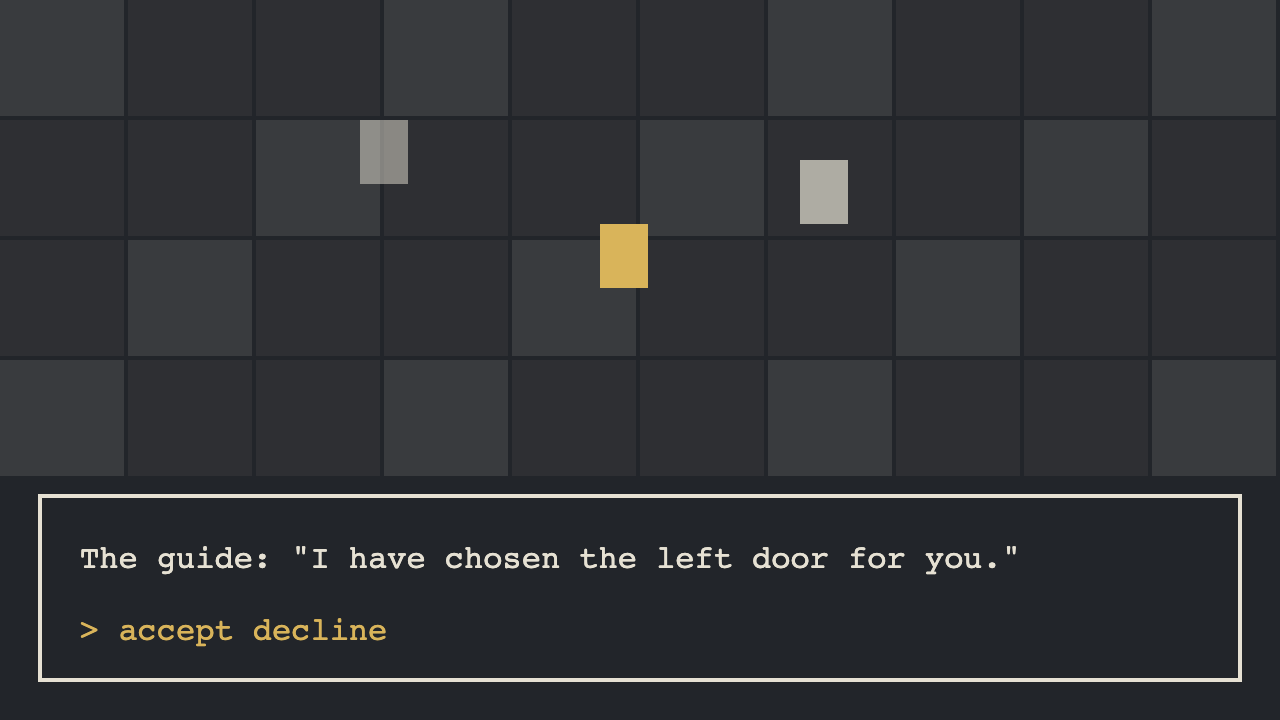 The guide: "I have chosen the left door for you."
> accept decline